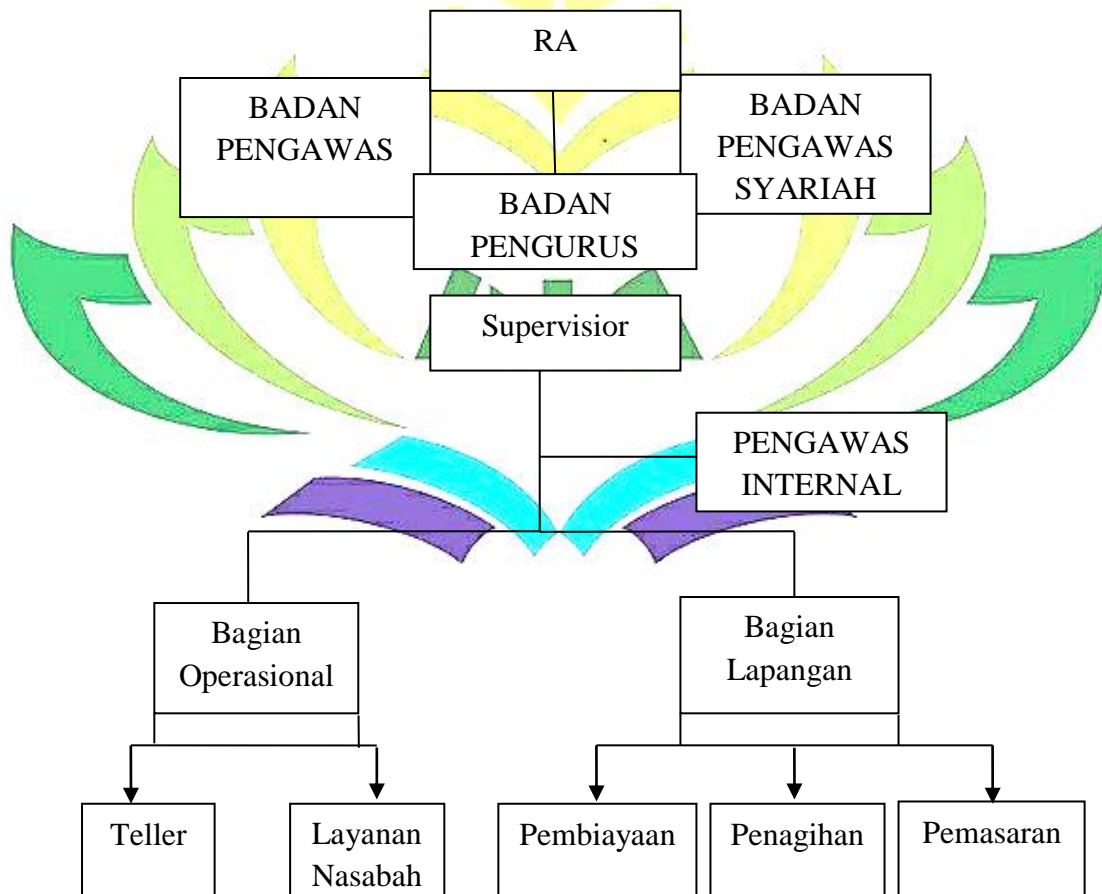 RA
BADAN
PENGAWAS
BADAN
PENGAWAS
SYARIAH
BADAN
PENGURUS
Supervisior
PENGAWAS
INTERNAL
Bagian
Operasional
Bagian
Lapangan
Teller
Layanan
Nasabah
Pembiayaan
Penagihan
Pemasaran